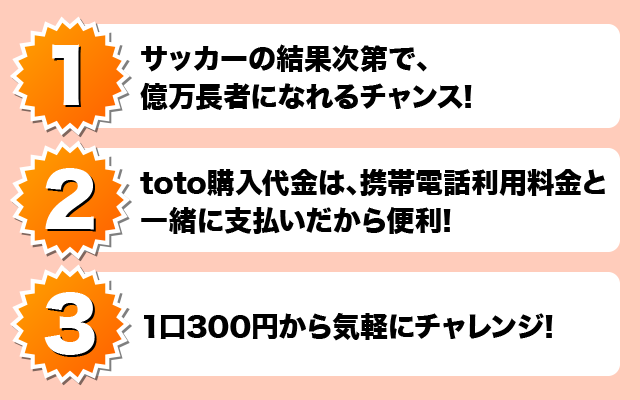 1
サッカーの結果次第で、
億万長者になれるチャンス!
2
toto購入代金は、携帯電話利用料金と
一緒に支払いだから便利!
3
1口300円から気軽にチャレンジ!